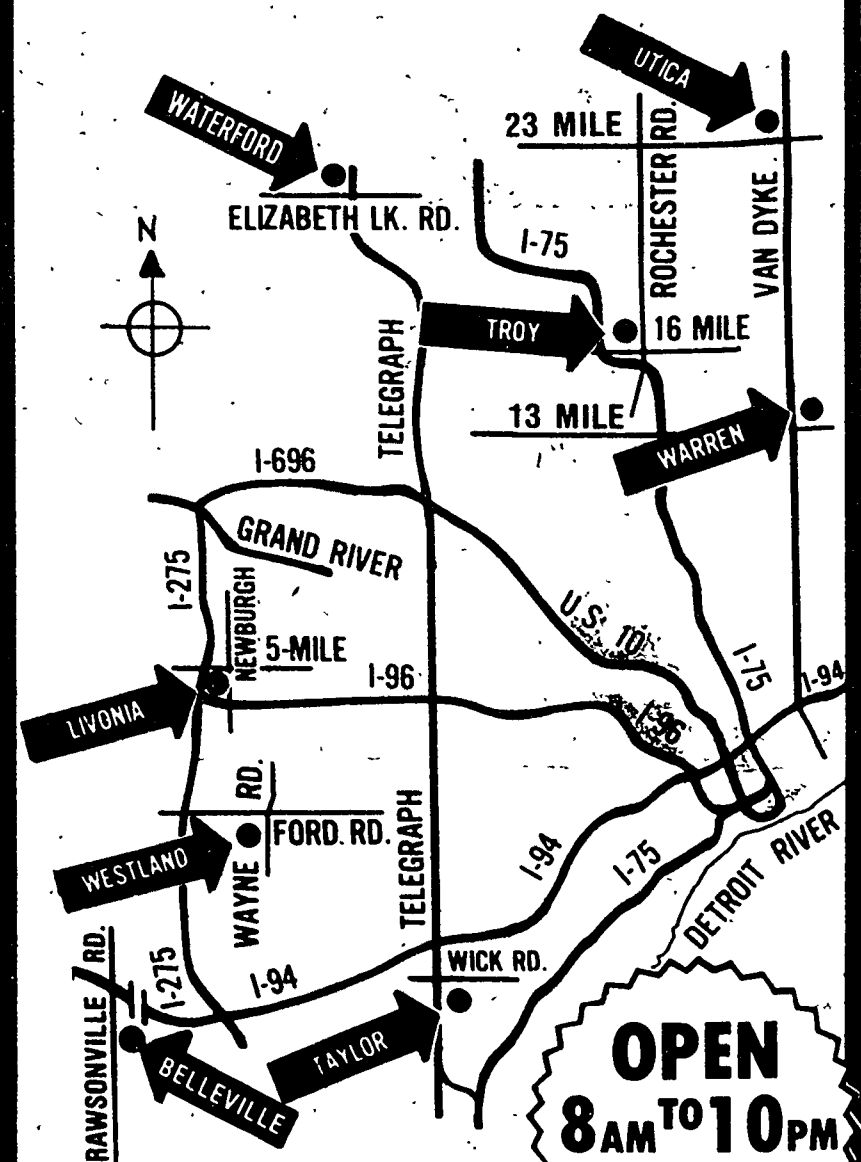 UTICA
WATERFORD
23 MILE
ROCHESTER RD.
VAN DYKE
ELIZABETH LK. RD.
N
I-75
TROY
16 MILE
TELEGRAPH
13 MILE
WARREN
I-696
GRAND RIVER
I-275
NEWBURGH
5-MILE
U.S. 10
I-96
I-75
I-94
LIVONIA
I-96
WAYNE RD.
FORD. RD.
TELEGRAPH
WESTLAND
I-94
I-75
DETROIT RIVER
RAWSONVILLE RD.
I-275
I-94
WICK RD.
TAYLOR
BELLEVILLE
OPEN
8AM TO 10PM